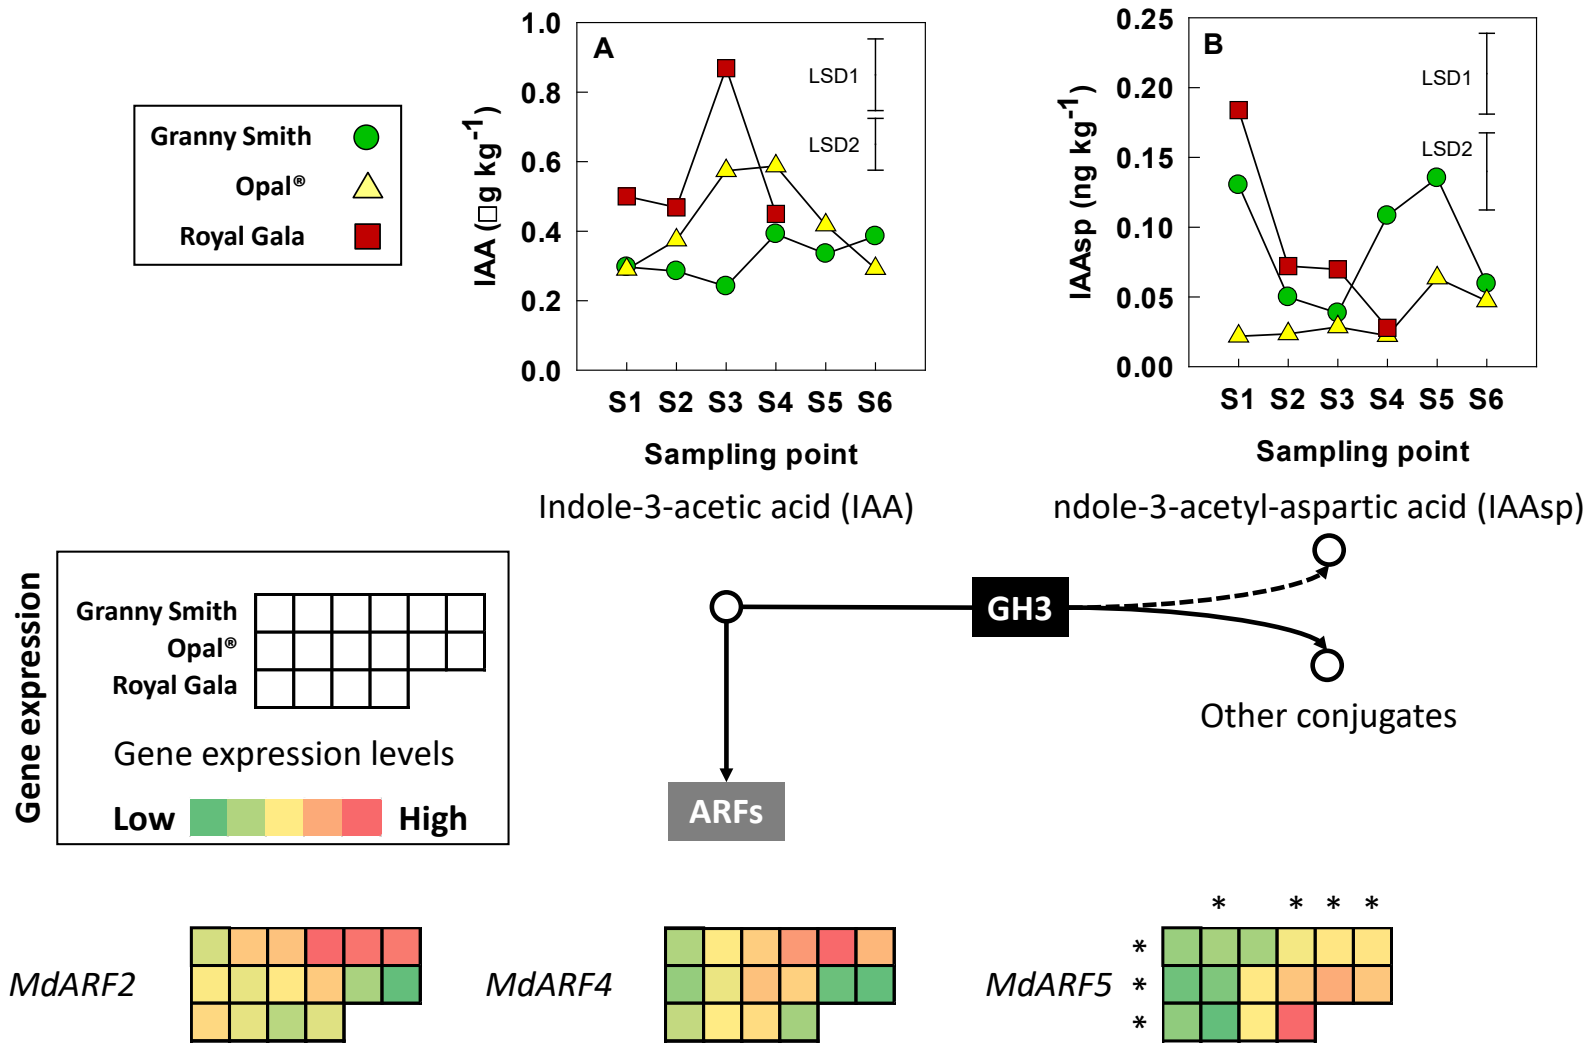 Granny Smith
Opal®
Royal Gala
A
LSD1
LSD2
1.0
0.8
0.6
0.4
0.2
0.0
IAA (□g kg-1)
S1 S2 S3 S4 S5 S6
Sampling point
Indole-3-acetic acid (IAA)
B
LSD1
LSD2
0.25
0.20
0.15
0.10
0.05
0.00
IAAsp (ng kg-1)
S1 S2 S3 S4 S5 S6
Sampling point
ndole-3-acetyl-aspartic acid (IAAsp)
Gene expression
Granny Smith
Opal®
Royal Gala
Gene expression levels
Low High
GH3
Other conjugates
ARFs
MdARF2
MdARF4
* * * *
*
MdARF5 *
*